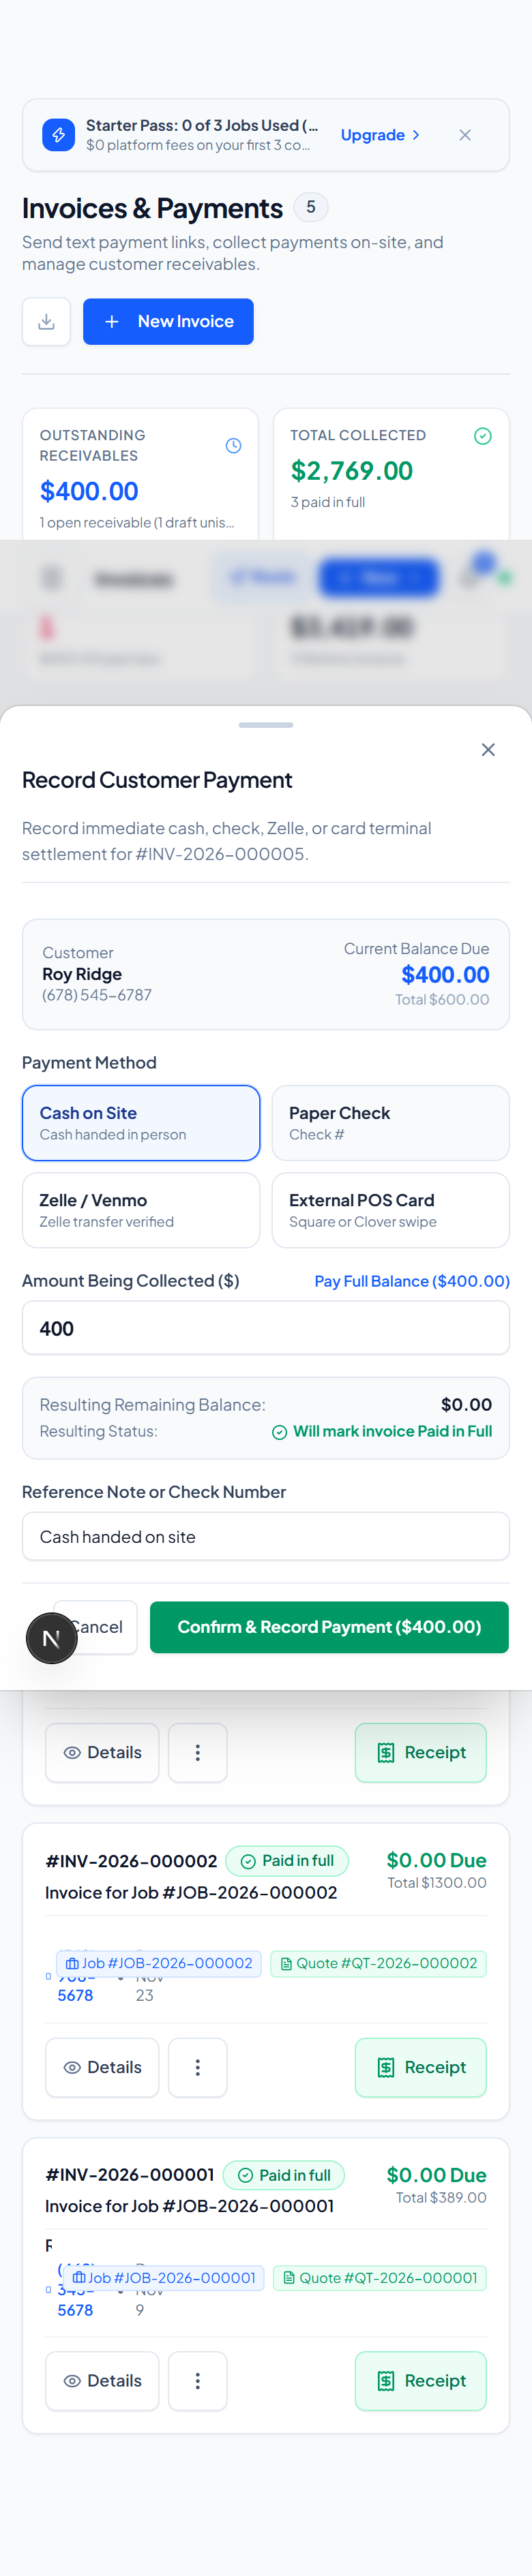 Starter Pass: 0 of 3 Jobs Used (...
$0 platform fees on your first 3 co...
Upgrade
Invoices & Payments 5
Send text payment links, collect payments on-site, and
manage customer receivables.
New Invoice
OUTSTANDING
RECEIVABLES
$400.00
1 open receivable (1 draft unis...
TOTAL COLLECTED
$2,769.00
3 paid in full
Invoices
Route
New
$3,419.00
Record Customer Payment
Record immediate cash, check, Zelle, or card terminal
settlement for #INV-2026-000005.
Customer
Roy Ridge
(678) 545-6787
Current Balance Due
$400.00
Total $600.00
Payment Method
Cash on Site
Cash handed in person
Paper Check
Check #
Zelle / Venmo
Zelle transfer verified
External POS Card
Square or Clover swipe
Amount Being Collected ($)
Pay Full Balance ($400.00)
400
Resulting Remaining Balance: $0.00
Resulting Status: Will mark invoice Paid in Full
Reference Note or Check Number
Cash handed on site
N
Cancel
Confirm & Record Payment ($400.00)
Details
Receipt
#INV-2026-000002 Paid in full
$0.00 Due
Total $1300.00
Invoice for Job #JOB-2026-000002
Job #JOB-2026-000002
Quote #QT-2026-000002
5678
Nov
23
Details
Receipt
#INV-2026-000001 Paid in full
$0.00 Due
Total $389.00
Invoice for Job #JOB-2026-000001
Job #JOB-2026-000001
Quote #QT-2026-000001
5678
Nov
9
Details
Receipt